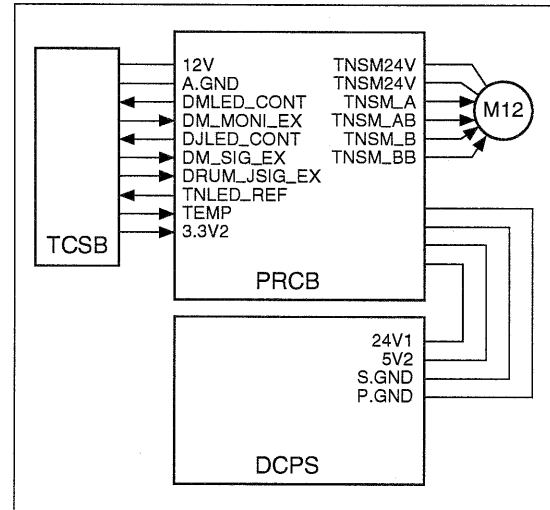 12V
A.GND
DMLED_CONT
DM_MONI_EX
DJLED_CONT
DM_SIG_EX
DRUM_JSIG_EX
TNLED_REF
TEMP
3.3V2
TCSB
TNSM24V
TNSM24V
TNSM_A
TNSM_AB
TNSM_B
TNSM_BB
M12
PRCB
24V1
5V2
S.GND
P.GND
DCPS